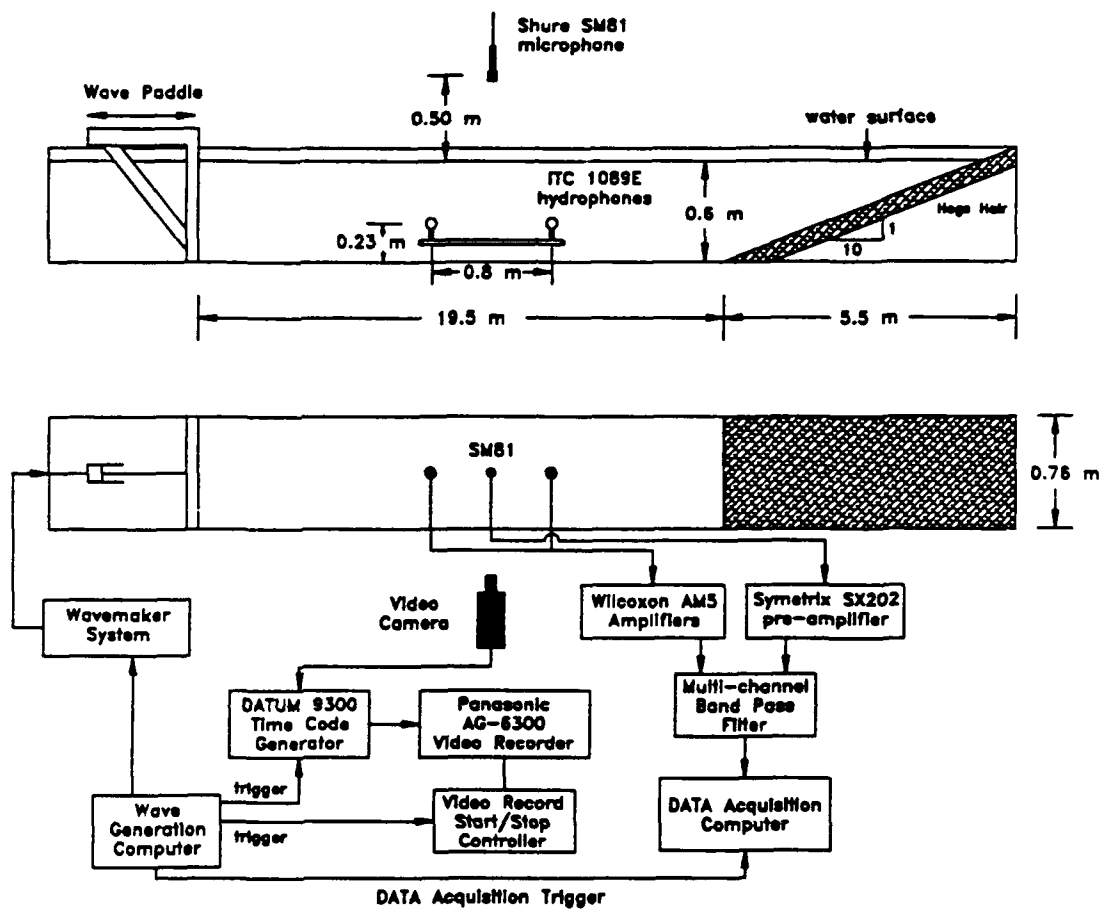 Shure SM81
microphone
Wave Paddle
0.50 m
water surface
ITC 1089E
hydrophones
0.6 m
Hogs Hair
0.23 m
1
10
0.8 m
19.5 m
5.5 m
SM81
0.76 m
Wavemaker
System
Video
Camera
Wilcoxon AM5
Amplifiers
Symetrix SX202
pre-amplifier
DATUM 9300
Time Code
Generator
Panasonic
AG-6300
Video Recorder
Multi-channel
Band Pass
Filter
trigger
Wave
Generation
Computer
trigger
Video Record
Start/Stop
Controller
DATA Acquisition
Computer
DATA Acquisition Trigger